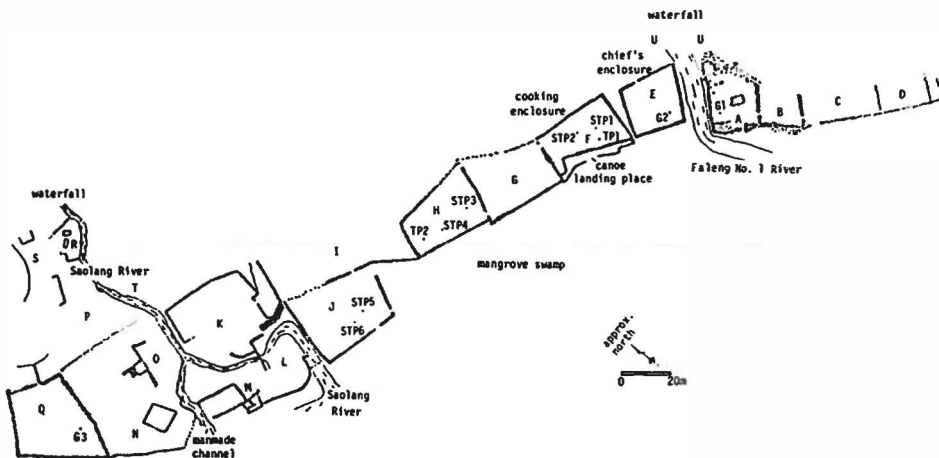 waterfall
U
U
chief's
enclosure
E
G2
G1
A
B
C
D
cooking
enclosure
STP1
STP2
F
TP1
canoe
landing place
Faleng No. 1 River
G
H
STP3
STP4
TP2
mangrove swamp
I
waterfall
R
S
Saolang River
T
P
K
J
STP5
STP6
L
O
M
N
Q
G3
Saolang
River
manmade
channel
approx.
north
0
20m